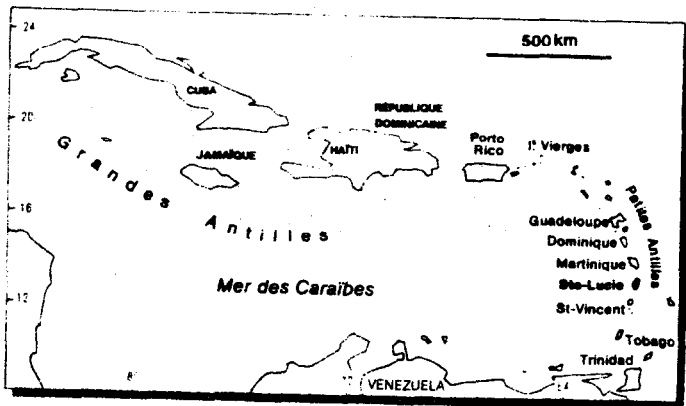 24
500 km
CUBA
20
RÉPUBLIQUE
DOMINICAINE
Porto
Rico
Is Vierges
JAMAÏQUE
HAÏTI
Grandes Antilles
Petites Antilles
16
Guadeloupe
Dominique
Martinique
Mer des Caraïbes
Ste-Lucie
12
St-Vincent
Tobago
Trinidad
VENEZUELA